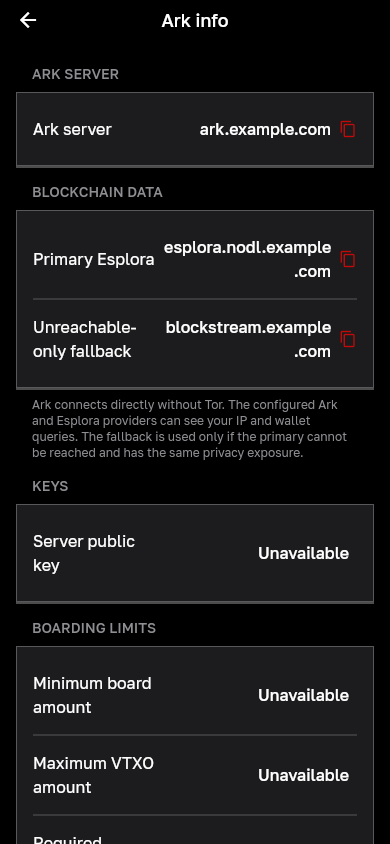 Ark info
ARK SERVER
Ark server ark.example.com
BLOCKCHAIN DATA
Primary Esplora esplora.nodl.example
.com
Unreachable- blockstream.example
only fallback .com
Ark connects directly without Tor. The configured Ark
and Esplora providers can see your IP and wallet
queries. The fallback is used only if the primary cannot
be reached and has the same privacy exposure.
KEYS
Server public
key
Unavailable
BOARDING LIMITS
Minimum board
amount
Unavailable
Maximum VTXO
amount
Unavailable
Required